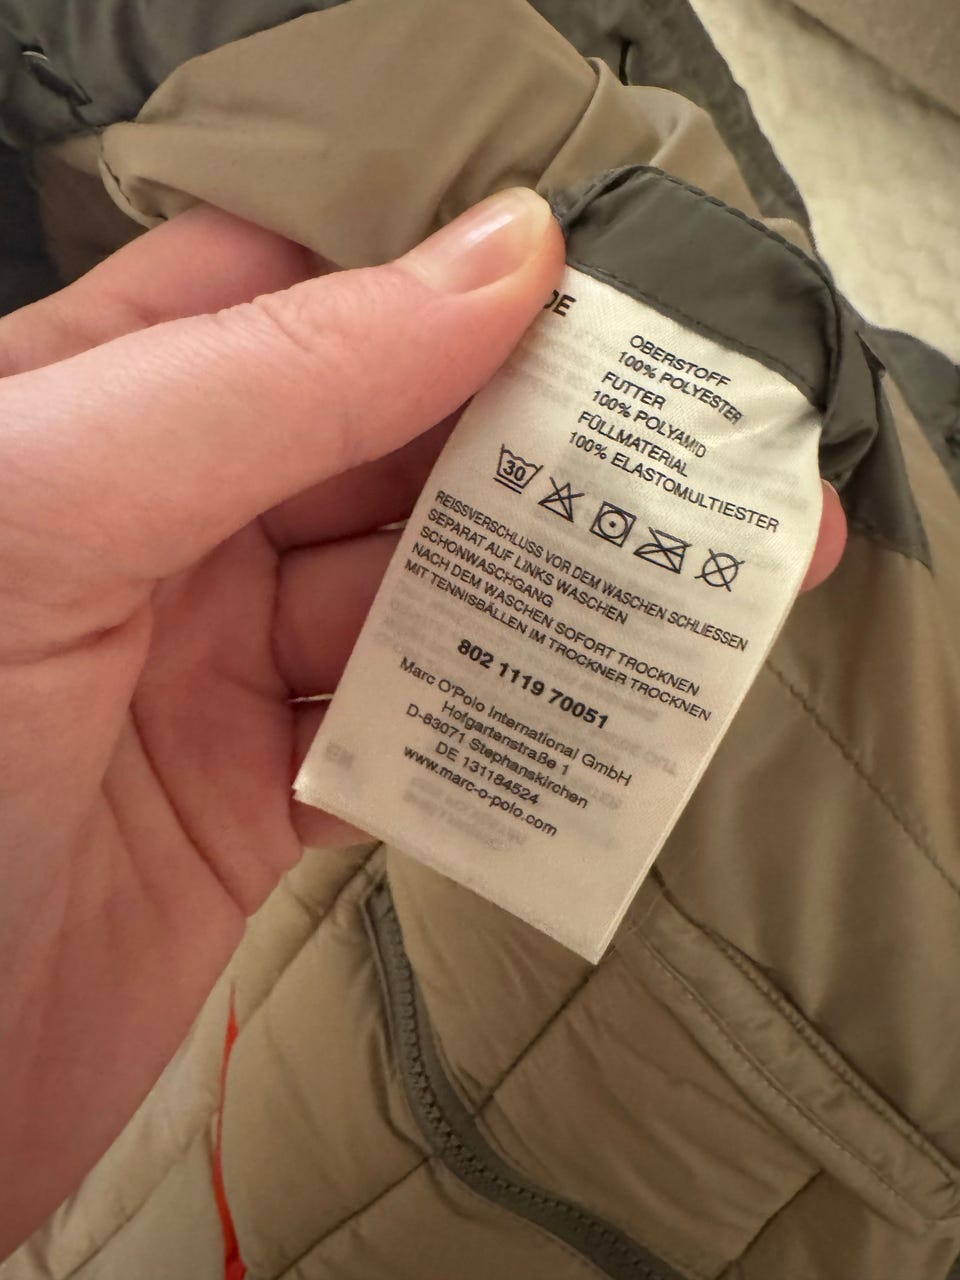 DE
OBERSTOFF
100% POLYESTER
FUTTER
100% POLYAMID
FÜLLMATERIAL
100% ELASTOMULTIESTER
30
REISSVERSCHLUSS VOR DEM WASCHEN SCHLIESSEN
SEPARAT AUF LINKS WASCHEN
SCHONWASCHGANG
NACH DEM WASCHEN SOFORT TROCKNEN
MIT TENNISBÄLLEN IM TROCKNER TROCKNEN
802 1119 70051
Marc O'Polo International GmbH
Hofgartenstraße 1
D-83071 Stephanskirchen
DE 131184524
www.marc-o-polo.com